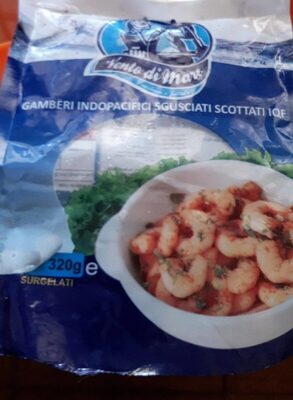 Vento di Mare
GAMBERI INDOPACIFICI SGUSCIATI SCOTTATI IQF
320g e
SURGELATI